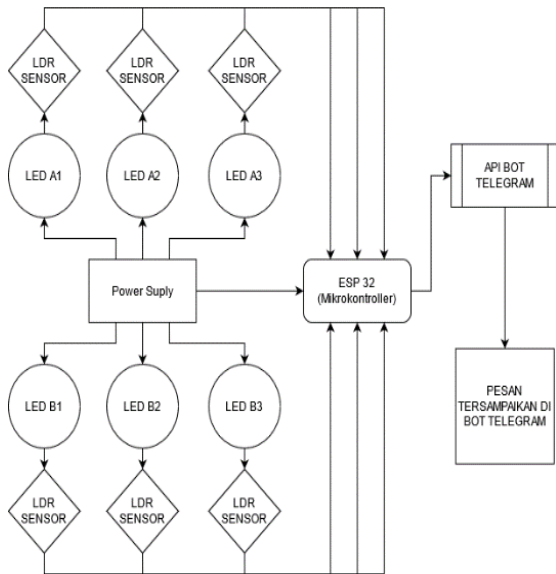 LDR
SENSOR
LDR
SENSOR
LDR
SENSOR
LED A1
LED A2
LED A3
API BOT
TELEGRAM
Power Suply
ESP 32
(Mikrokontroller)
LED B1
LED B2
LED B3
PESAN
TERSAMPAIKAN DI
BOT TELEGRAM
LDR
SENSOR
LDR
SENSOR
LDR
SENSOR